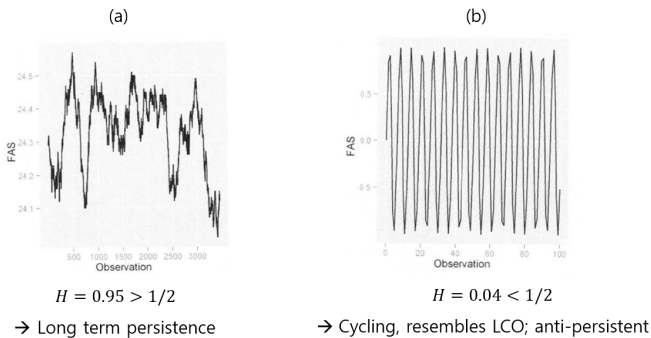 (a)
24.5
24.4
24.3
24.2
24.1
FAS
500 1000 1500 2000 2500 3000
Observation
H = 0.95 > 1/2
→ Long term persistence
(b)
0.5
0.0
-0.5
FAS
0 20 40 60 80 100
Observation
H = 0.04 < 1/2
→ Cycling, resembles LCO; anti-persistent